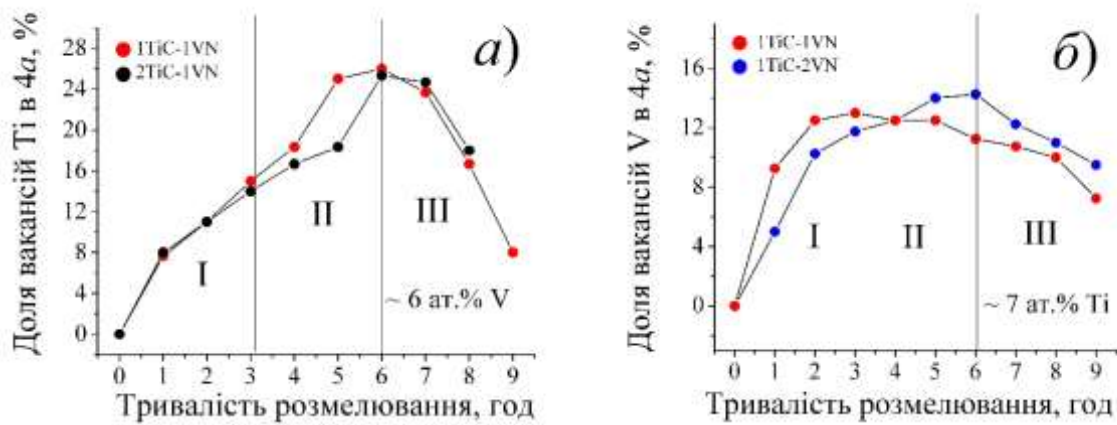 Доля вакансій Ti в 4a, %
28
24
20
16
12
8
4
0
1TiC-1VN
2TiC-1VN
а)
I
II
III
~ 6 ат.% V
0 1 2 3 4 5 6 7 8 9
Тривалість розмелювання, год
Доля вакансій V в 4a, %
16
12
8
4
0
1TiC-1VN
1TiC-2VN
б)
I
II
III
~ 7 ат.% Ti
0 1 2 3 4 5 6 7 8 9
Тривалість розмелювання, год